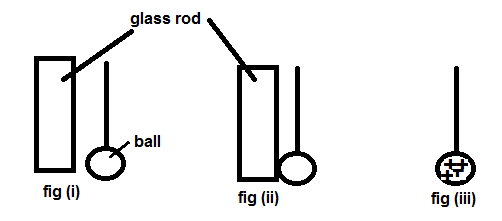 glass rod
ball
fig (i)
fig (ii)
fig (iii)